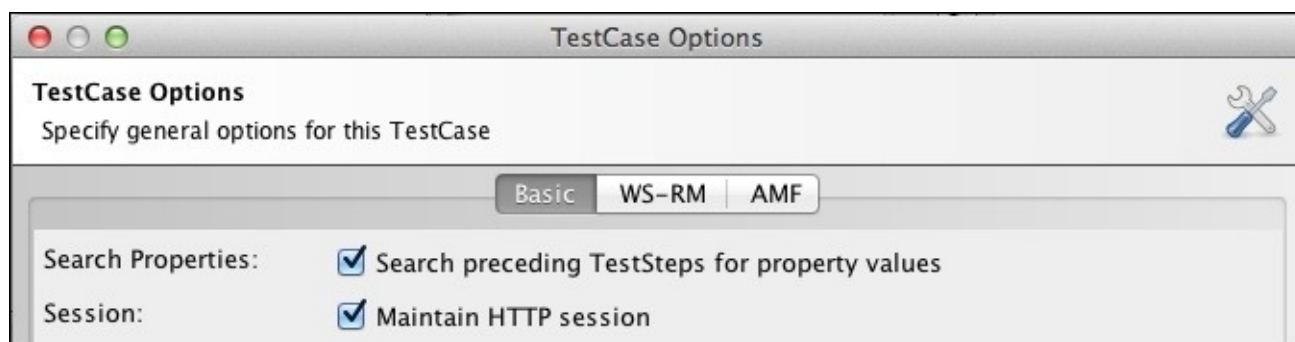 TestCase Options
TestCase Options
Specify general options for this TestCase
Basic WS-RM AMF
Search Properties: Search preceding TestSteps for property values
Session: Maintain HTTP session